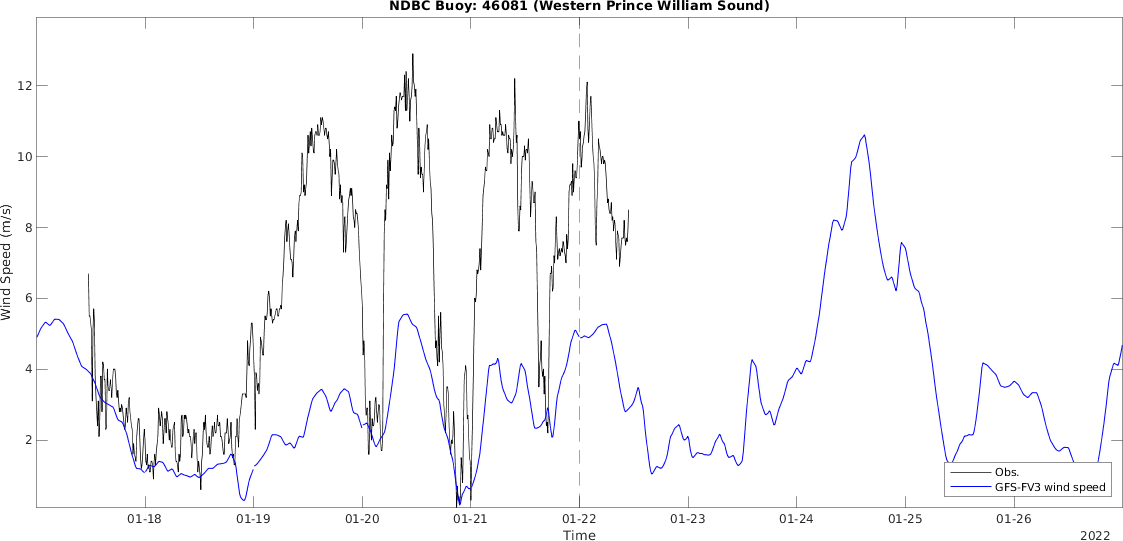 NDBC Buoy: 46081 (Western Prince William Sound)
12
10
8
6
4
2
Wind Speed (m/s)
01-18 01-19 01-20 01-21 01-22 01-23 01-24 01-25 01-26
Time
2022
Obs.
GFS-FV3 wind speed